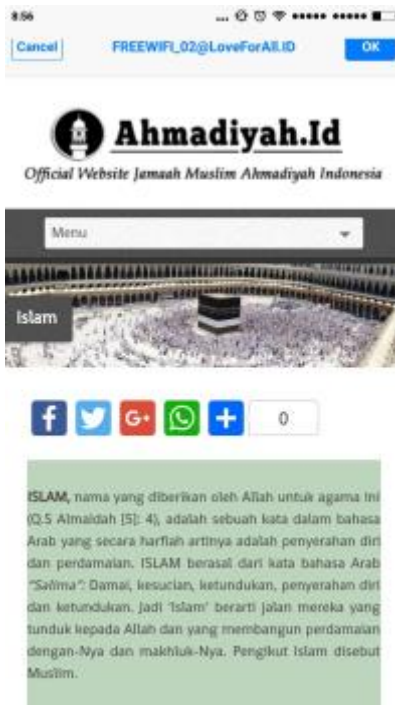 8:56
...
Cancel
FREEWIFI_02@LoveForAll.ID
OK
Ahmadiyah.Id
Official Website Jamaah Muslim Ahmadiyah Indonesia
Menu
Islam
f
G+
0
ISLAM, nama yang diberikan oleh Allah untuk agama ini
(Q.S Almaidah [5]: 4), adalah sebuah kata dalam bahasa
Arab yang secara harfiah artinya adalah penyerahan diri
dan perdamaian. ISLAM berasal dari kata bahasa Arab
"Salima": Damai, kesucian, ketundukan, penyerahan diri
dan ketundukan. Jadi 'Islam' berarti jalan mereka yang
tunduk kepada Allah dan yang membangun perdamaian
dengan-Nya dan makhluk-Nya. Pengikut Islam disebut
Muslim.